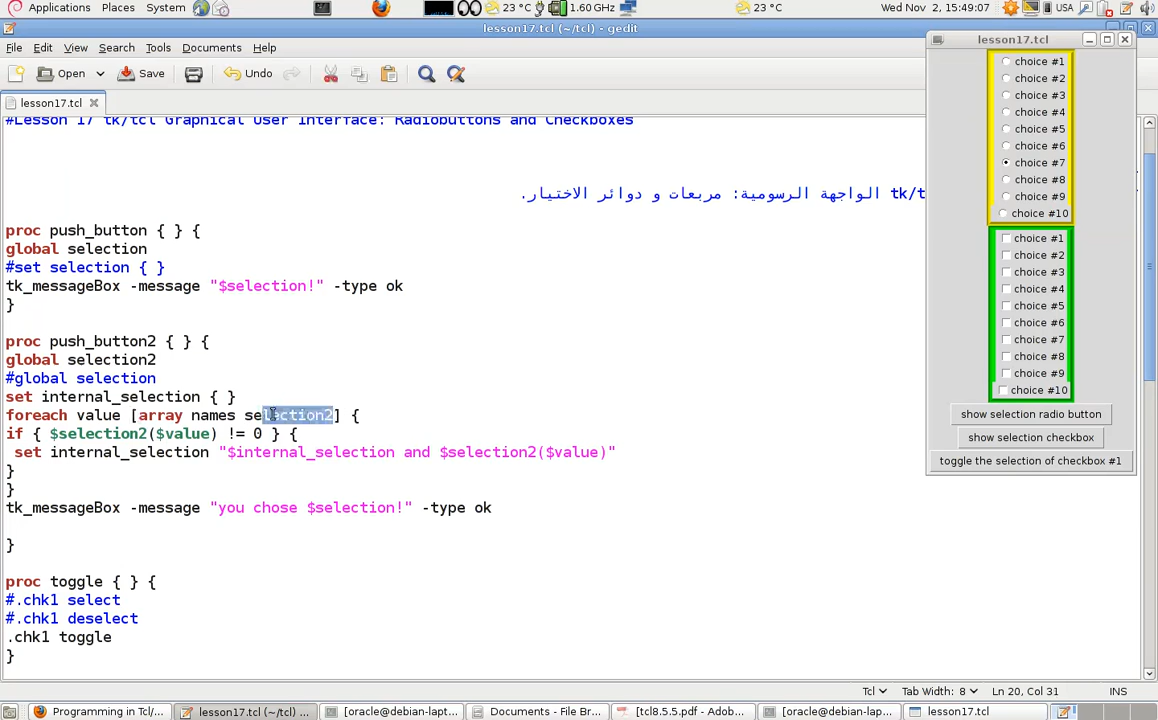 Applications Places System 23 °C 1.60 GHz 23 °C USA Wed Nov 2, 15:49:07
lesson17.tcl (~/tcl) - gedit
File Edit View Search Tools Documents Help
Open Save Undo
lesson17.tcl
#Lesson 17 tk/tcl Graphical User Interface: Radiobuttons and Checkboxes
tk/t الواجهة الرسومية: مربعات و دوائر الاختيار.
proc push_button { } {
global selection
#set selection { }
tk_messageBox -message "$selection!" -type ok
}
proc push_button2 { } {
global selection2
#global selection
set internal_selection { }
foreach value [array names selection2] {
if { $selection2($value) != 0 } {
set internal_selection "$internal_selection and $selection2($value)"
}
}
tk_messageBox -message "you chose $selection!" -type ok
}
proc toggle { } {
#.chk1 select
#.chk1 deselect
.chk1 toggle
}
Tcl Tab Width: 8 Ln 20, Col 31 INS
lesson17.tcl
choice #1
choice #2
choice #3
choice #4
choice #5
choice #6
choice #7
choice #8
choice #9
choice #10
choice #1
choice #2
choice #3
choice #4
choice #5
choice #6
choice #7
choice #8
choice #9
choice #10
show selection radio button
show selection checkbox
toggle the selection of checkbox #1
Programming in Tcl/... lesson17.tcl (~/tcl) ... [oracle@debian-lapt... Documents - File Br... [tcl8.5.5.pdf - Adob... [oracle@debian-lap... lesson17.tcl